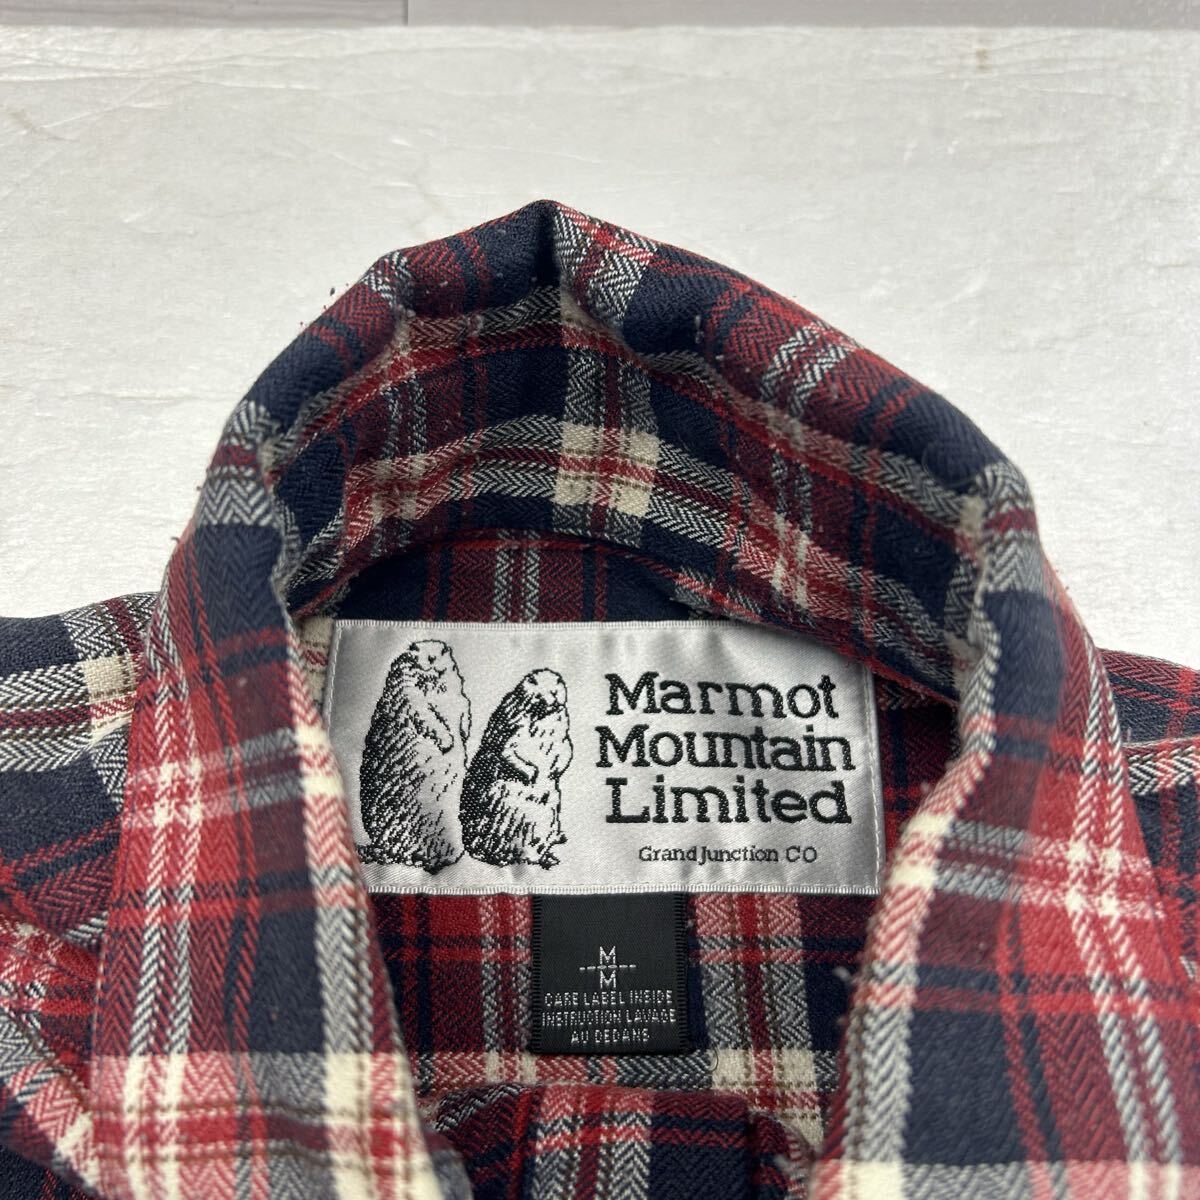 Marmot
Mountain
Limited
Grand Junction CO
M
M
CARE LABEL INSIDE
INSTRUCTION LAVAGE
AU DEDANS